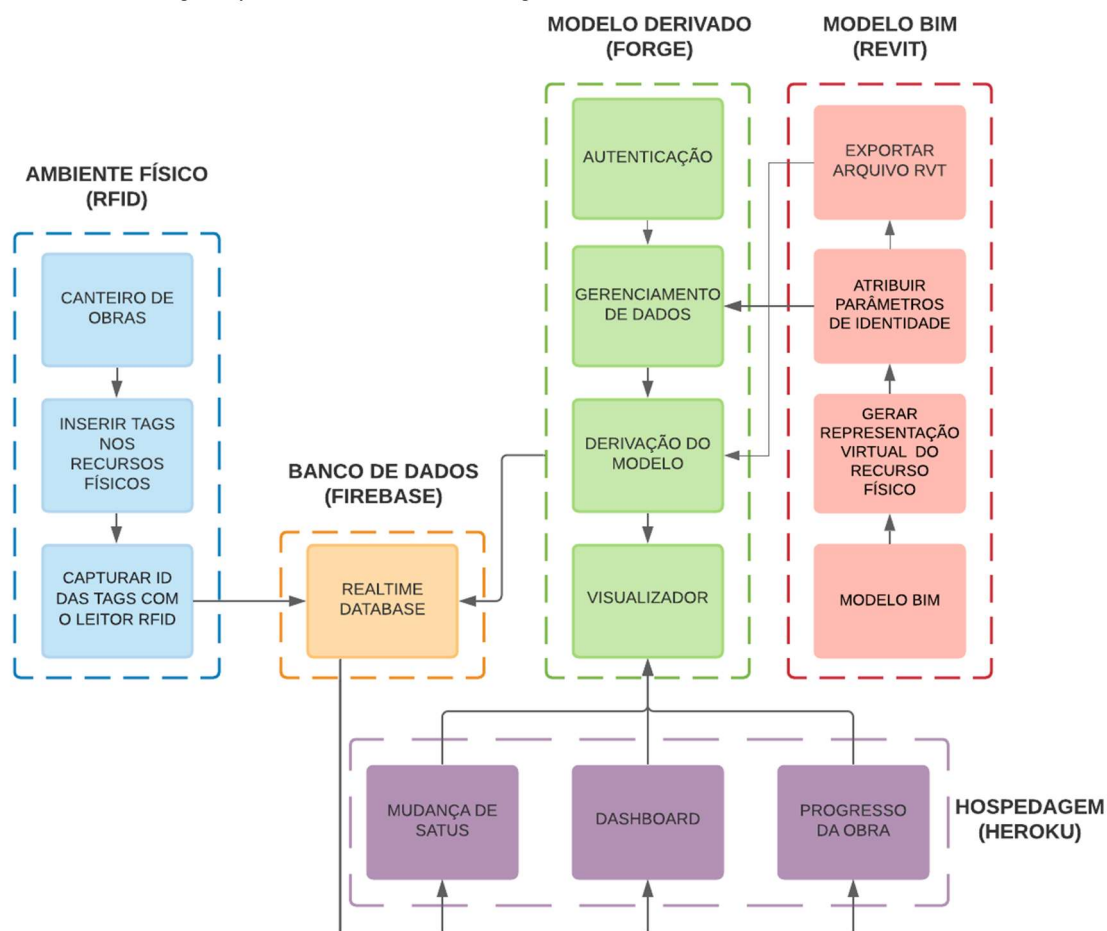 MODELO DERIVADO
(FORGE)
MODELO BIM
(REVIT)
AUTENTICAÇÃO
EXPORTAR
ARQUIVO RVT
AMBIENTE FÍSICO
(RFID)
CANTEIRO DE
OBRAS
GERENCIAMENTO
DE DADOS
ATRIBUIR
PARÂMETROS
DE IDENTIDADE
INSERIR TAGS
NOS
RECURSOS
FÍSICOS
DERIVAÇÃO DO
MODELO
GERAR
REPRESENTAÇÃO
VIRTUAL DO
RECURSO
FÍSICO
BANCO DE DADOS
(FIREBASE)
CAPTURAR ID
DAS TAGS COM
O LEITOR RFID
REALTIME
DATABASE
VISUALIZADOR
MODELO BIM
MUDANÇA DE
SATUS
DASHBOARD
PROGRESSO
DA OBRA
HOSPEDAGEM
(HEROKU)